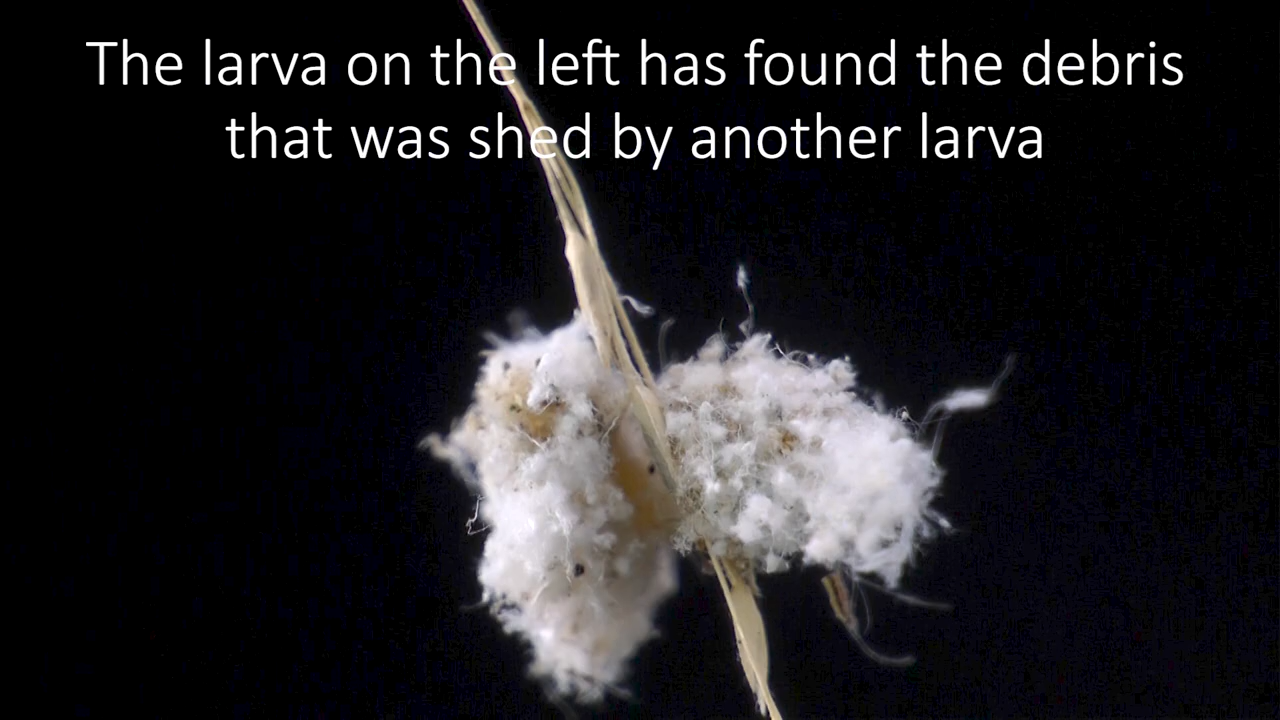 The larva on the left has found the debris
that was shed by another larva